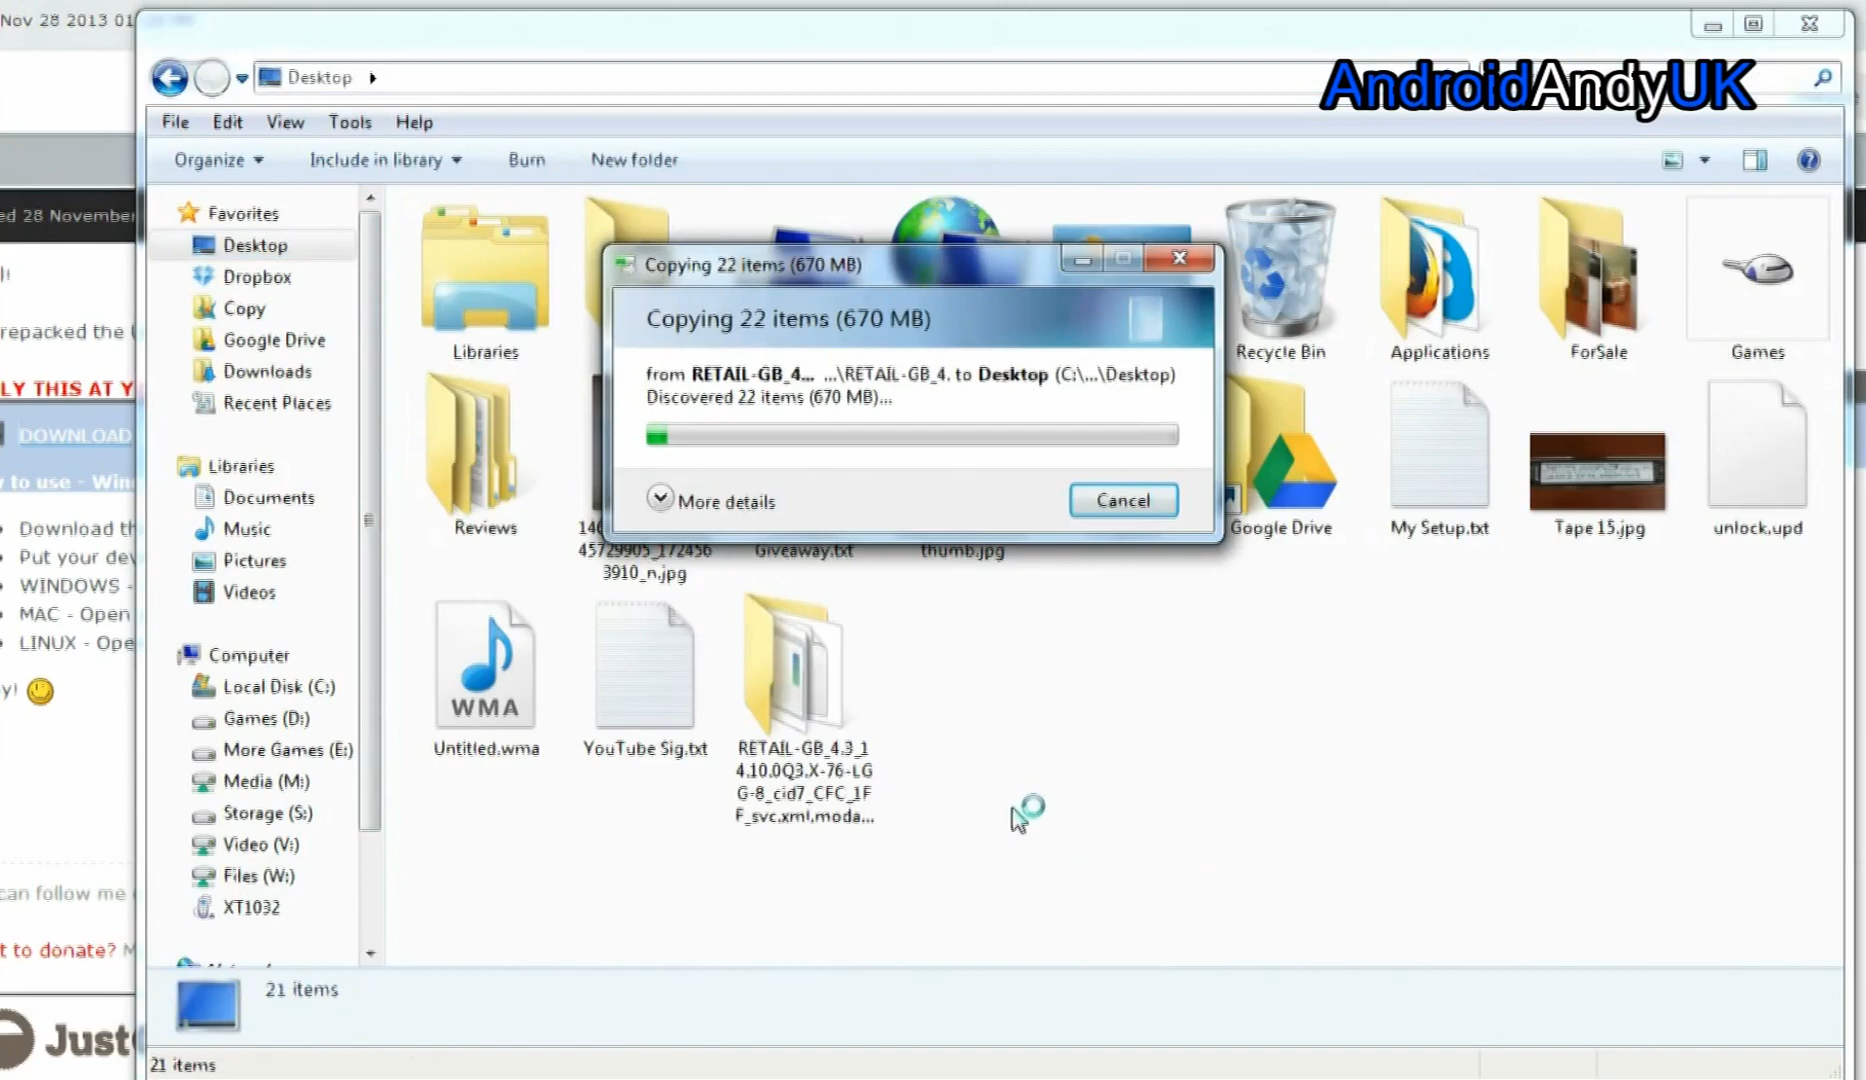 Nov 28 2013 01
AndroidAndyUK
Desktop
File Edit View Tools Help
Organize Include in library Burn New folder
ed 28 November
repacked the
LY THIS AT Y
DOWNLOAD
to use - Win
Download th
Put your dev
WINDOWS -
MAC - Open
LINUX - Ope
y!
can follow me
t to donate?
Just
Favorites
Desktop
Dropbox
Copy
Google Drive
Downloads
Recent Places
Libraries
Documents
Music
Pictures
Videos
Computer
Local Disk (C:)
Games (D:)
More Games (E:)
Media (M:)
Storage (S:)
Video (V:)
Files (W:)
XT1032
Copying 22 items (670 MB)
Copying 22 items (670 MB)
from RETAIL-GB_4... ...\RETAIL-GB_4. to Desktop (C:\...\Desktop)
Discovered 22 items (670 MB)...
More details
Cancel
Libraries
Recycle Bin
Applications
ForSale
Games
Reviews
45729905_172456
3910_n.jpg
Giveaway.txt
thumb.jpg
Google Drive
My Setup.txt
Tape 15.jpg
unlock.upd
WMA
Untitled.wma
YouTube Sig.txt
RETAIL-GB_4.3_1
4.10.0Q3.X-76-LG
G-8_cid7_CFC_1F
F_svc.xml.moda...
21 items
21 items